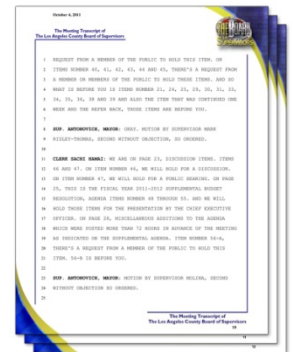 October 4, 2011
The Meeting Transcript of
The Los Angeles County Board of Supervisors
1 REQUEST FROM A MEMBER OF THE PUBLIC TO HOLD THIS ITEM. ON
2 ITEMS NUMBER 40, 41, 42, 43, 44 AND 45, THERE'S A REQUEST FROM
3 A MEMBER OR MEMBERS OF THE PUBLIC TO HOLD THESE ITEMS. AND SO
4 WHAT IS BEFORE YOU IS ITEMS NUMBER 21, 24, 25, 29, 30, 31, 33,
5 34, 35, 36, 38 AND 39 AND ALSO THE ITEM THAT WAS CONTINUED ONE
6 WEEK AND THE REFER BACK, THOSE ITEMS ARE BEFORE YOU.
7
8 SUP. ANTONOVICH, MAYOR: OKAY. MOTION BY SUPERVISOR MARK
9 RIDLEY-THOMAS, SECOND WITHOUT OBJECTION, SO ORDERED.
10
11 CLERK SACHI HAMAI: WE ARE ON PAGE 23, DISCUSSION ITEMS. ITEMS
12 46 AND 47. ON ITEM NUMBER 46, WE WILL HOLD FOR A DISCUSSION.
13 ON ITEM NUMBER 47, WE WILL HOLD FOR A PUBLIC HEARING. ON PAGE
14 25, THIS IS THE FISCAL YEAR 2011-2012 SUPPLEMENTAL BUDGET
15 RESOLUTION, AGENDA ITEMS NUMBER 48 THROUGH 55. AND WE WILL
16 HOLD THOSE ITEMS FOR THE PRESENTATION BY THE CHIEF EXECUTIVE
17 OFFICER. ON PAGE 28, MISCELLANEOUS ADDITIONS TO THE AGENDA
18 WHICH WERE POSTED MORE THAN 72 HOURS IN ADVANCE OF THE MEETING
19 AS INDICATED ON THE SUPPLEMENTAL AGENDA. ITEM NUMBER 56-A,
20 THERE'S A REQUEST FROM A MEMBER OF THE PUBLIC TO HOLD THIS
21 ITEM. 56-B IS BEFORE YOU.
22
23 SUP. ANTONOVICH, MAYOR: MOTION BY SUPERVISOR MOLINA, SECOND
24 WITHOUT OBJECTION SO ORDERED.
25
The Meeting Transcript of
The Los Angeles County Board of Supervisors